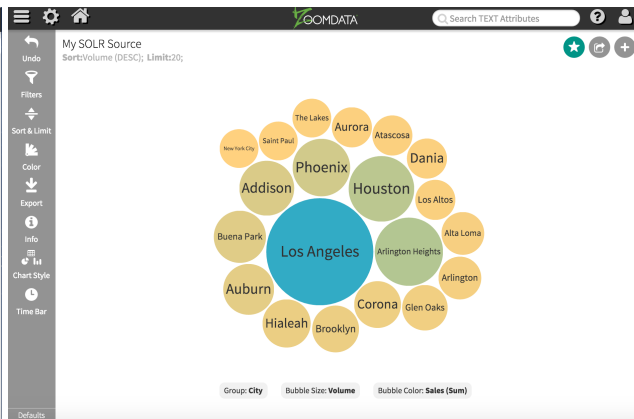 ZOOMDATA
Search TEXT Attributes
?
Undo
Filters
Sort & Limit
Color
Export
Info
Chart Style
Time Bar
Defaults
My SOLR Source
Sort:Volume (DESC); Limit:20;
The Lakes
Aurora
Atascosa
Saint Paul
New York City
Dania
Phoenix
Addison
Houston
Los Altos
Buena Park
Alta Loma
Los Angeles
Arlington Heights
Arlington
Auburn
Corona
Glen Oaks
Hialeah
Brooklyn
Group: City
Bubble Size: Volume
Bubble Color: Sales (Sum)